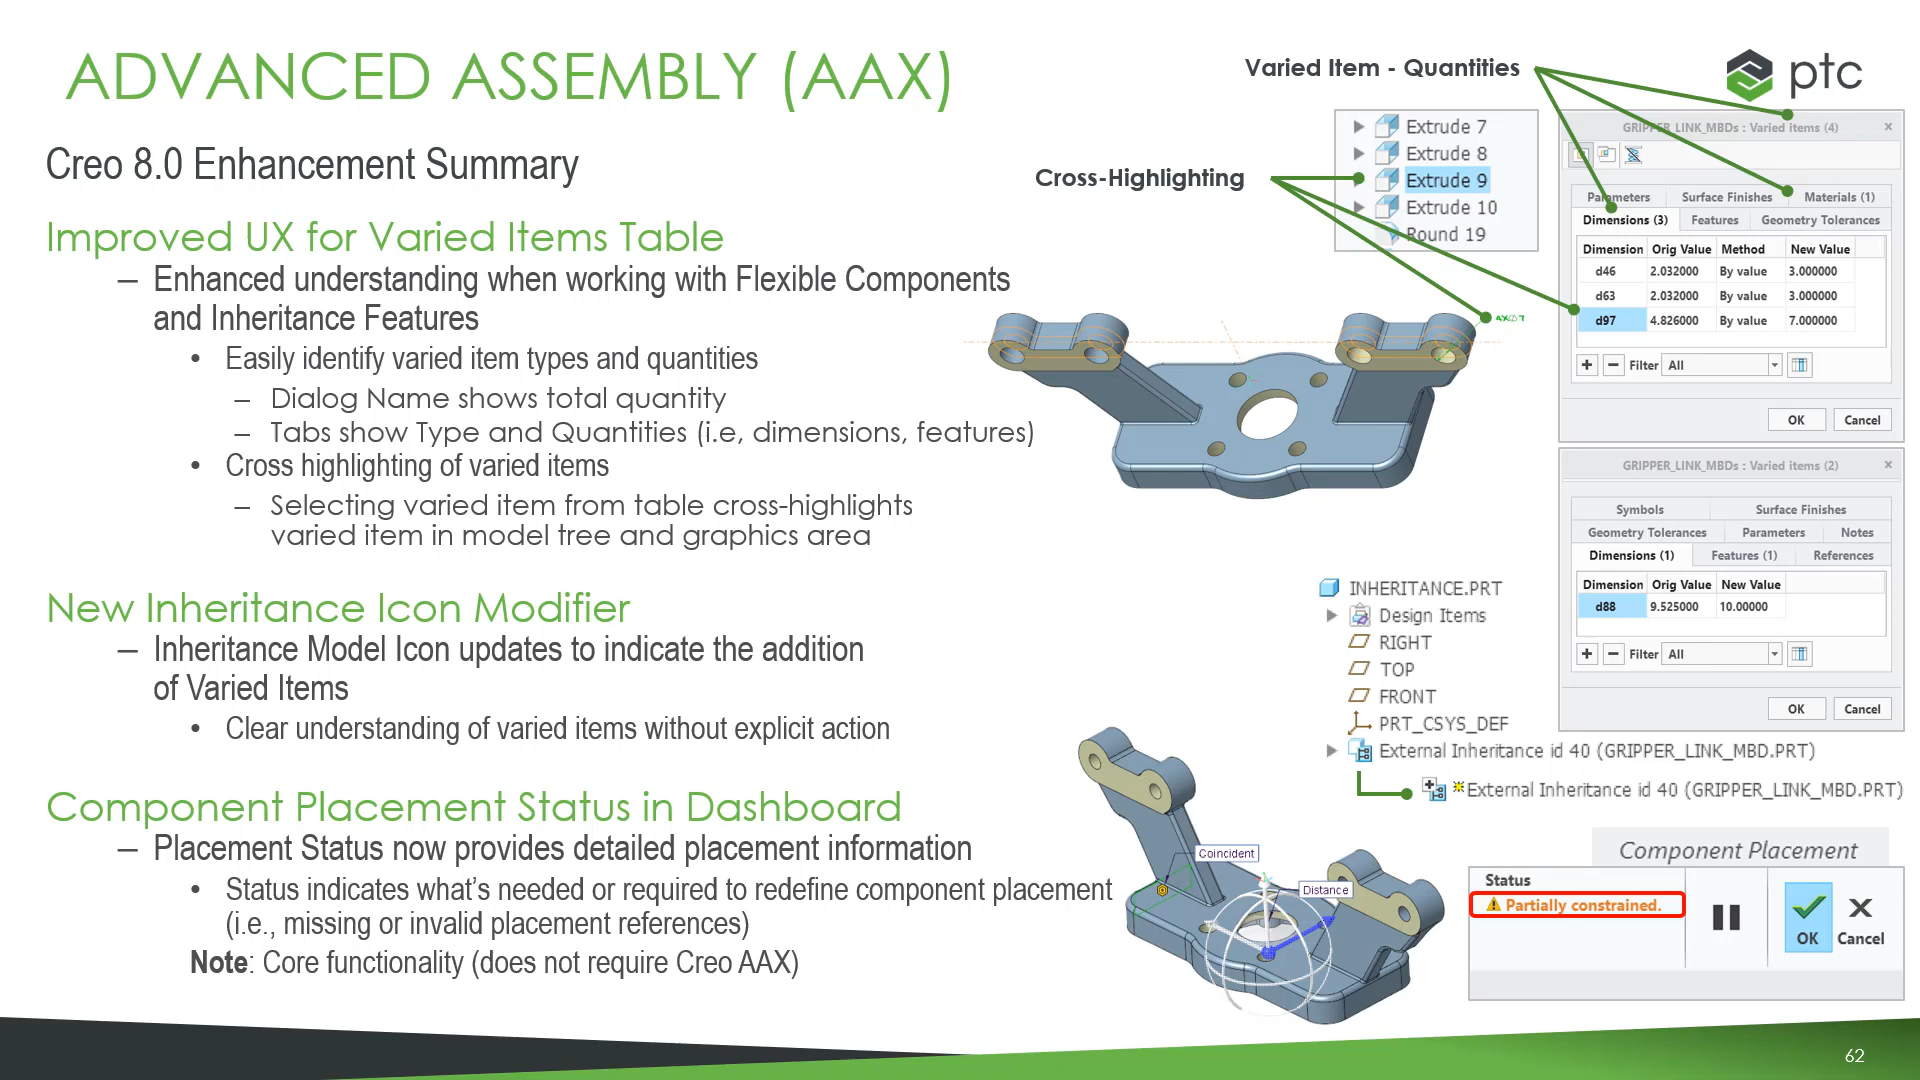 ADVANCED ASSEMBLY (AAX)
Creo 8.0 Enhancement Summary
Improved UX for Varied Items Table
– Enhanced understanding when working with Flexible Components
and Inheritance Features
• Easily identify varied item types and quantities
– Dialog Name shows total quantity
– Tabs show Type and Quantities (i.e, dimensions, features)
• Cross highlighting of varied items
– Selecting varied item from table cross-highlights
varied item in model tree and graphics area
New Inheritance Icon Modifier
– Inheritance Model Icon updates to indicate the addition
of Varied Items
• Clear understanding of varied items without explicit action
Component Placement Status in Dashboard
– Placement Status now provides detailed placement information
• Status indicates what's needed or required to redefine component placement
(i.e., missing or invalid placement references)
Note: Core functionality (does not require Creo AAX)
Varied Item - Quantities
ptc
Cross-Highlighting
Extrude 7
Extrude 8
Extrude 9
Extrude 10
Round 19
GRIPPER_LINK_MBDs : Varied items (4)
Parameters Surface Finishes Materials (1)
Dimensions (3) Features Geometry Tolerances
Dimension Orig Value Method New Value
d46 2.032000 By value 3.000000
d63 2.032000 By value 3.000000
d97 4.826000 By value 7.000000
Filter All
OK Cancel
GRIPPER_LINK_MBDs : Varied items (2)
Symbols Surface Finishes
Geometry Tolerances Parameters Notes
Dimensions (1) Features (1) References
Dimension Orig Value New Value
d88 9.525000 10.00000
Filter All
OK Cancel
INHERITANCE.PRT
Design Items
RIGHT
TOP
FRONT
PRT_CSYS_DEF
External Inheritance id 40 (GRIPPER_LINK_MBD.PRT)
External Inheritance id 40 (GRIPPER_LINK_MBD.PRT)
Coincident
Distance
Component Placement
Status
Partially constrained.
OK Cancel
62